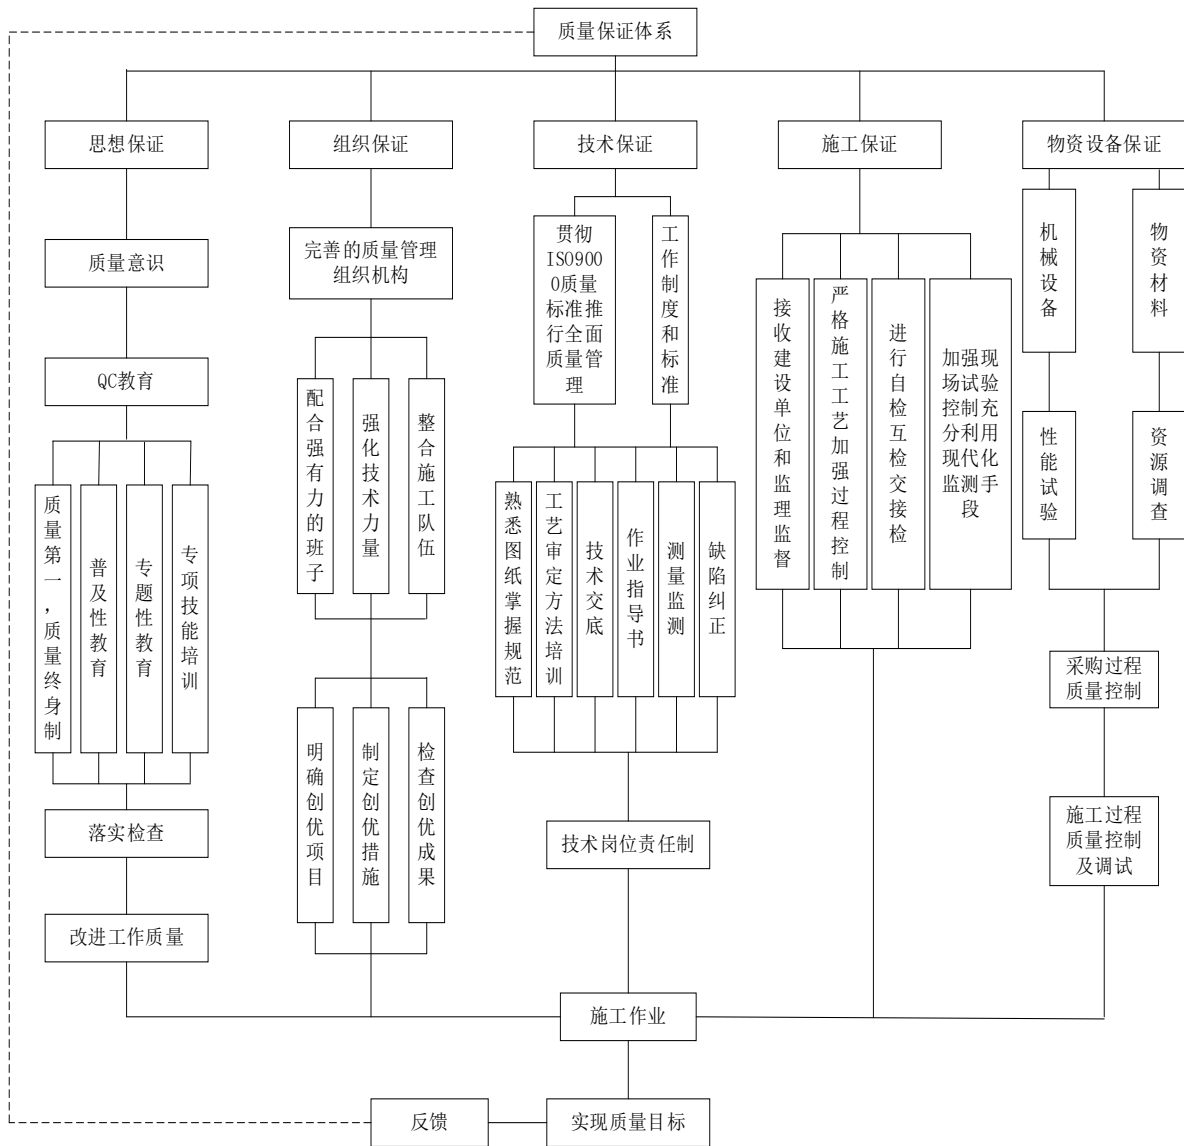 质量保证体系
思想保证
组织保证
技术保证
施工保证
物资设备保证
质量意识
完善的质量管理
组织机构
贯彻
ISO900
0质量
标准推
行全面
质量管
理
工作制度和标准
机械设备
物资材料
QC教育
配合强有力的班子
强化技术力量
整合施工队伍
接收建设单位和监理监督
严格施工工艺加强过程控制
进行自检互检交接检
加强现
场试验
控制充
分利用
现代化
监测手
段
性能试验
资源调查
质量第一,质量终身制
普及性教育
专题性教育
专项技能培训
熟悉图纸掌握规范
工艺审定方法培训
技术交底
作业指导书
测量监测
缺陷纠正
采购过程
质量控制
明确创优项目
制定创优措施
检查创优成果
落实检查
技术岗位责任制
施工过程
质量控制
及调试
改进工作质量
施工作业
反馈
实现质量目标